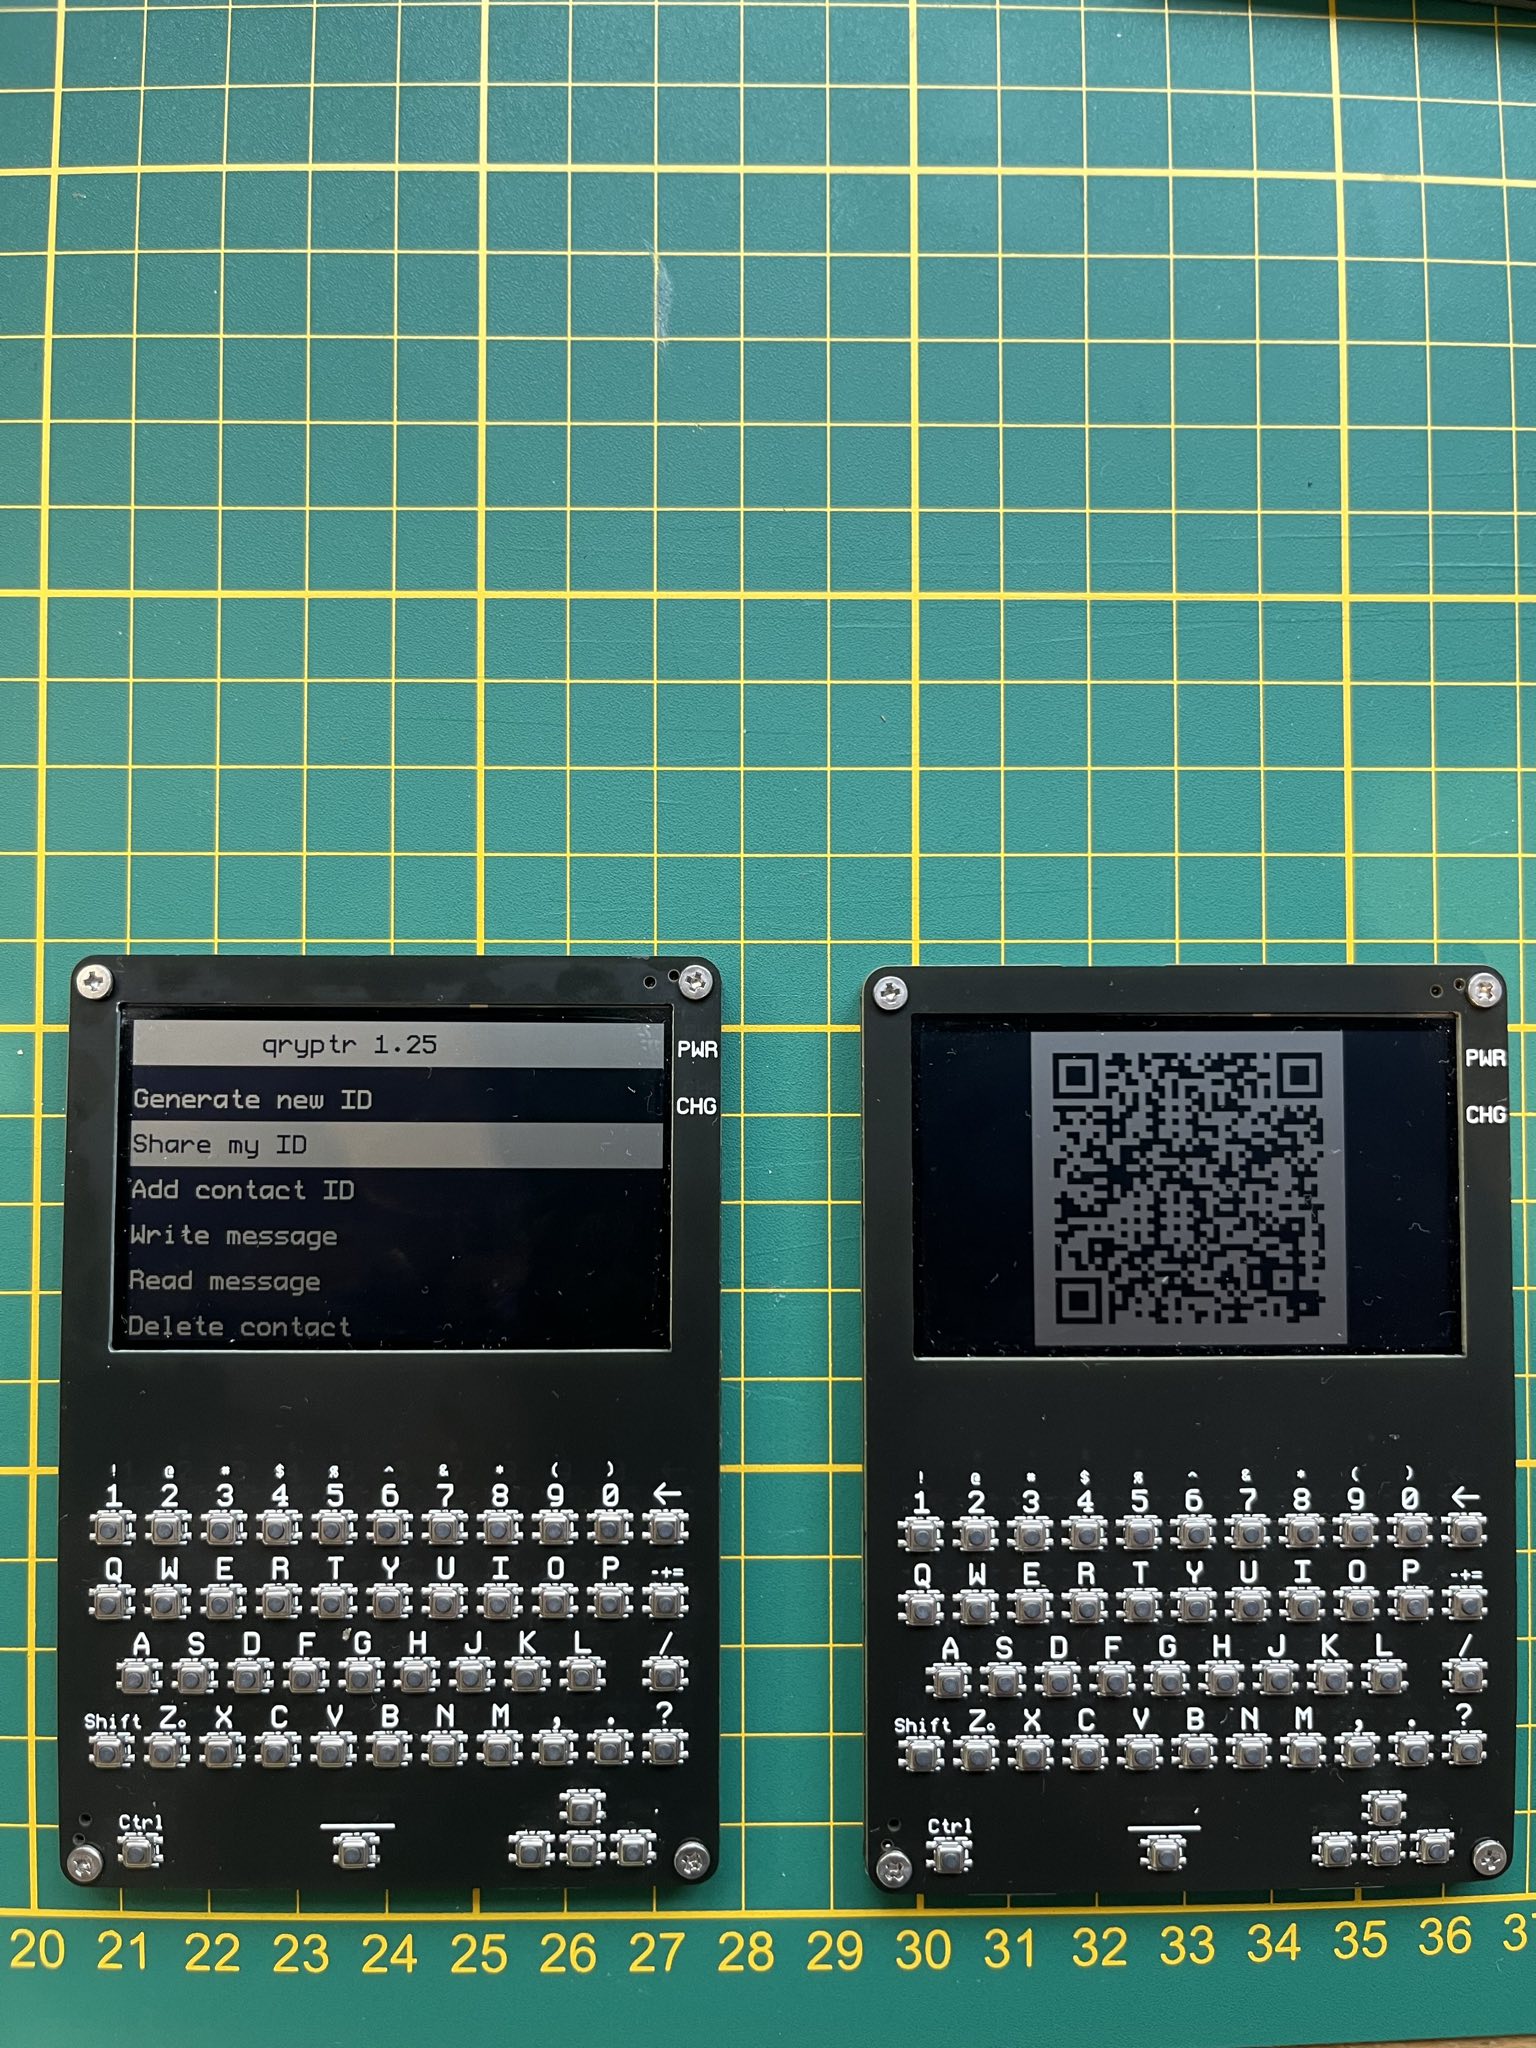 qryptr 1.25
Generate new ID
Share my ID
Add contact ID
Write message
Read message
Delete contact
PWR
CHG
! @ # $ % ^ & * ( )
1 2 3 4 5 6 7 8 9 0 ←
Q W E R T Y U I O P -+=
A S D F G H J K L /
Shift Z. X C V B N M , . ?
Ctrl
PWR
CHG
! @ # $ % ^ & * ( )
1 2 3 4 5 6 7 8 9 0 ←
Q W E R T Y U I O P -+=
A S D F G H J K L /
Shift Z. X C V B N M , . ?
Ctrl
20 21 22 23 24 25 26 27 28 29 30 31 32 33 34 35 36